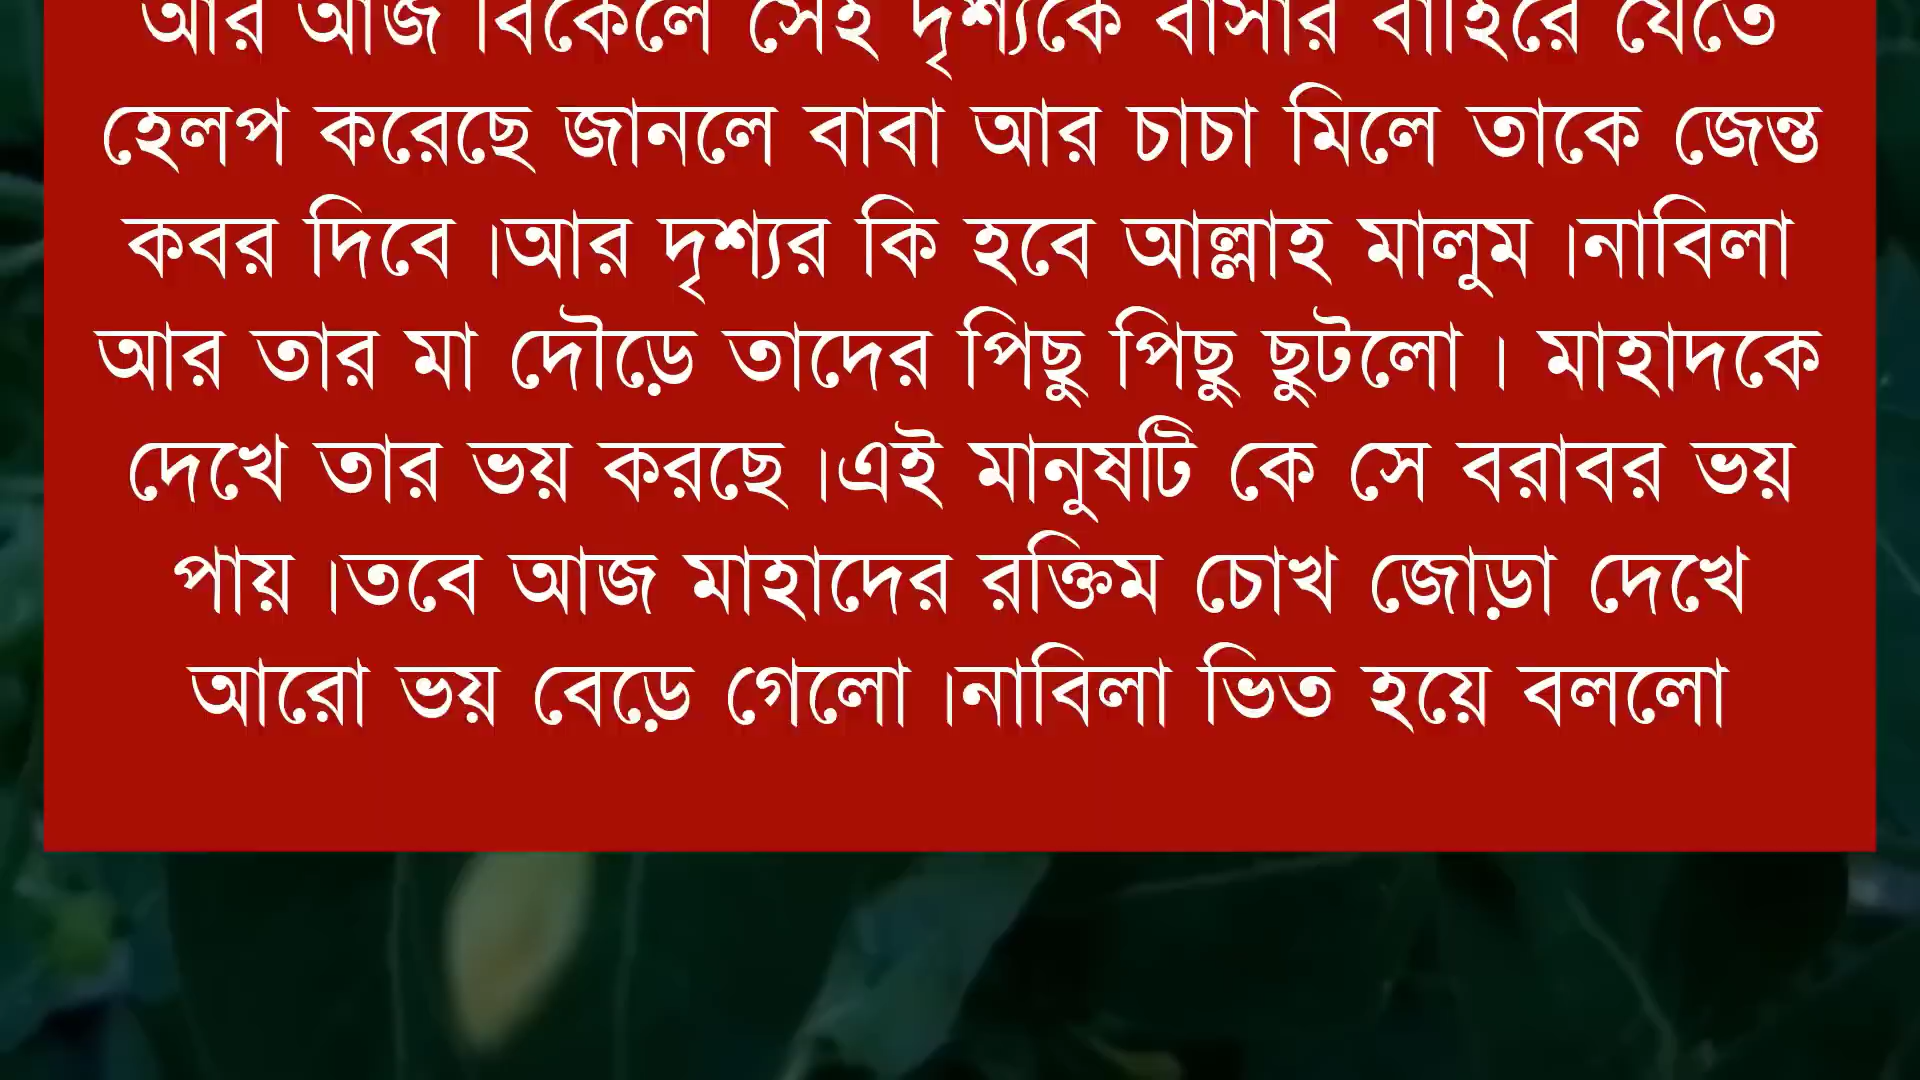 আর আজ বিকেলে সেই দৃশ্যকে বাসার বাহিরে যেতে
হেলপ করেছে জানলে বাবা আর চাচা মিলে তাকে জেন্ত
কবর দিবে ।আর দৃশ্যর কি হবে আল্লাহ মালুম ।নাবিলা
আর তার মা দৌড়ে তাদের পিছু পিছু ছুটলো । মাহাদকে
দেখে তার ভয় করছে ।এই মানুষটি কে সে বরাবর ভয়
পায় ।তবে আজ মাহাদের রক্তিম চোখ জোড়া দেখে
আরো ভয় বেড়ে গেলো ।নাবিলা ভিত হয়ে বললো